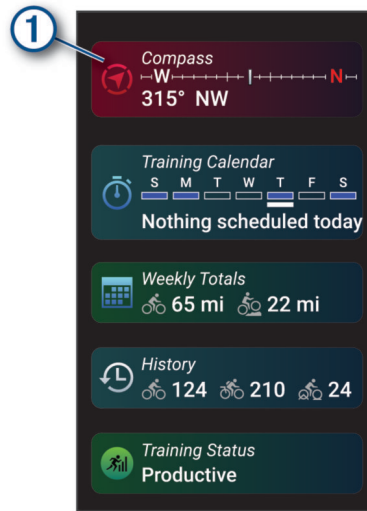 1
Compass
W N
315° NW
Training Calendar
S M T W T F S
Nothing scheduled today
Weekly Totals
65 mi 22 mi
History
124 210 24
Training Status
Productive